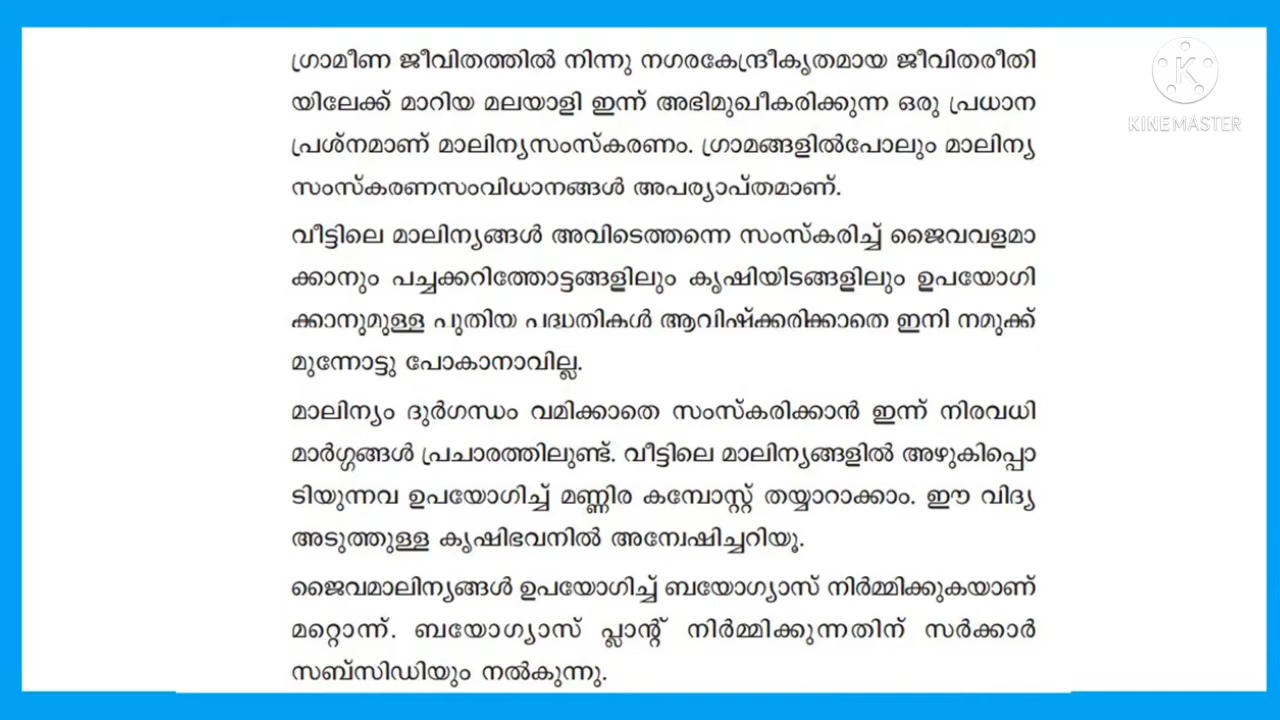 ഗ്രാമീണ ജീവിതത്തിൽ നിന്നു നഗരകേന്ദ്രീകൃതമായ ജീവിതരീതി
യിലേക്ക് മാറിയ മലയാളി ഇന്ന് അഭിമുഖീകരിക്കുന്ന ഒരു പ്രധാന
പ്രശ്നമാണ് മാലിന്യസംസ്കരണം. ഗ്രാമങ്ങളിൽപോലും മാലിന്യ
സംസ്കരണസംവിധാനങ്ങൾ അപര്യാപ്തമാണ്.
വീട്ടിലെ മാലിന്യങ്ങൾ അവിടെത്തന്നെ സംസ്കരിച്ച് ജൈവവളമാ
ക്കാനും പച്ചക്കറിത്തോട്ടങ്ങളിലും കൃഷിയിടങ്ങളിലും ഉപയോഗി
ക്കാനുമുള്ള പുതിയ പദ്ധതികൾ ആവിഷ്ക്കരിക്കാതെ ഇനി നമുക്ക്
മുന്നോട്ടു പോകാനാവില്ല.
മാലിന്യം ദുർഗന്ധം വമിക്കാതെ സംസ്കരിക്കാൻ ഇന്ന് നിരവധി
മാർഗ്ഗങ്ങൾ പ്രചാരത്തിലുണ്ട്. വീട്ടിലെ മാലിന്യങ്ങളിൽ അഴുകിപ്പൊ
ടിയുന്നവ ഉപയോഗിച്ച് മണ്ണിര കമ്പോസ്റ്റ് തയ്യാറാക്കാം. ഈ വിദ്യ
അടുത്തുള്ള കൃഷിഭവനിൽ അന്വേഷിച്ചറിയൂ.
ജൈവമാലിന്യങ്ങൾ ഉപയോഗിച്ച് ബയോഗ്യാസ് നിർമ്മിക്കുകയാണ്
മറ്റൊന്ന്. ബയോഗ്യാസ് പ്ലാന്റ് നിർമ്മിക്കുന്നതിന് സർക്കാർ
സബ്സിഡിയും നൽകുന്നു.
K
KINEMASTER